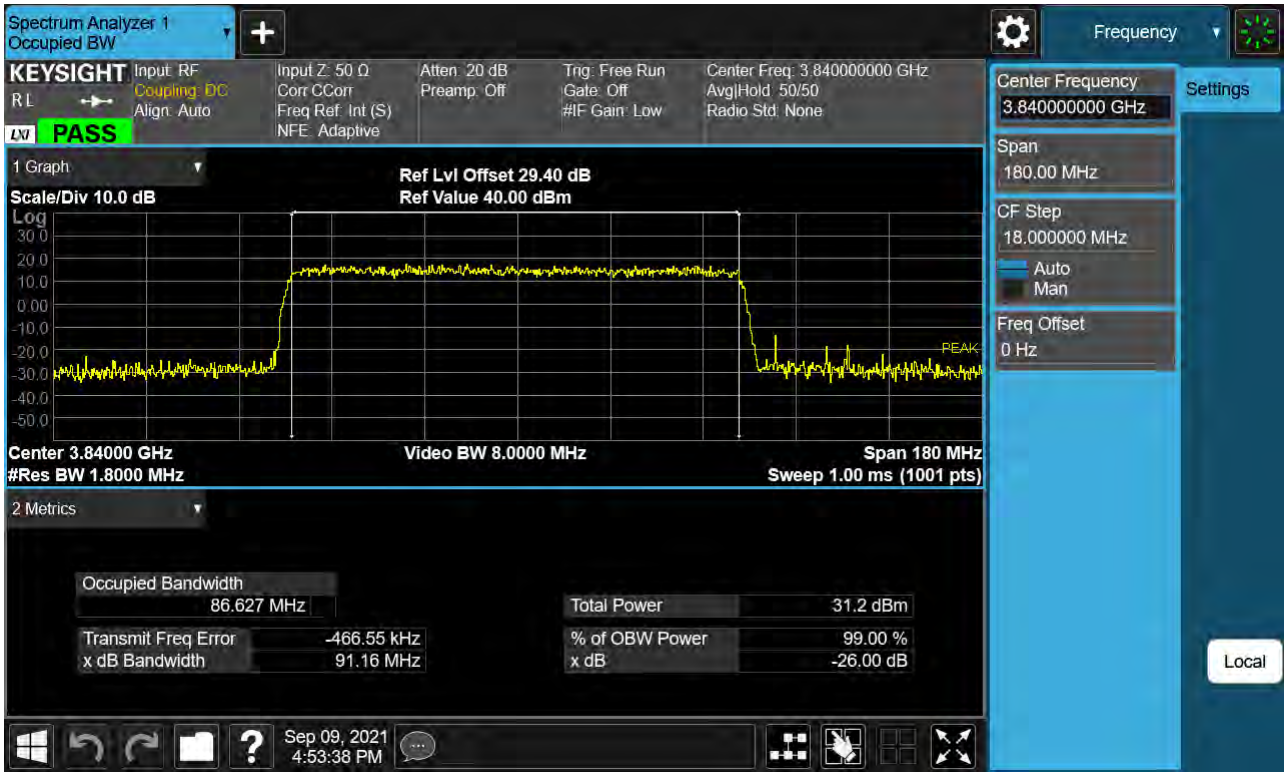 Spectrum Analyzer 1
Occupied BW
+
Frequency
KEYSIGHT
R L
LXI
PASS
Input: RF
Coupling: DC
Align: Auto
Input Z: 50 Ω
Corr CCorr
Freq Ref: Int (S)
NFE: Adaptive
Atten: 20 dB
Preamp: Off
Trig: Free Run
Gate: Off
#IF Gain: Low
Center Freq: 3.840000000 GHz
Avg|Hold: 50/50
Radio Std: None
1 Graph
Scale/Div 10.0 dB
Ref Lvl Offset 29.40 dB
Ref Value 40.00 dBm
Log
30.0
20.0
10.0
0.00
-10.0
-20.0
-30.0
-40.0
-50.0
PEAK
Center 3.84000 GHz
Video BW 8.0000 MHz
Span 180 MHz
#Res BW 1.8000 MHz
Sweep 1.00 ms (1001 pts)
2 Metrics
Occupied Bandwidth
86.627 MHz
Total Power 31.2 dBm
Transmit Freq Error -466.55 kHz
% of OBW Power 99.00 %
x dB Bandwidth 91.16 MHz
x dB -26.00 dB
Center Frequency
3.840000000 GHz
Span
180.00 MHz
CF Step
18.000000 MHz
Auto
Man
Freq Offset
0 Hz
Settings
Local
?
Sep 09, 2021
4:53:38 PM